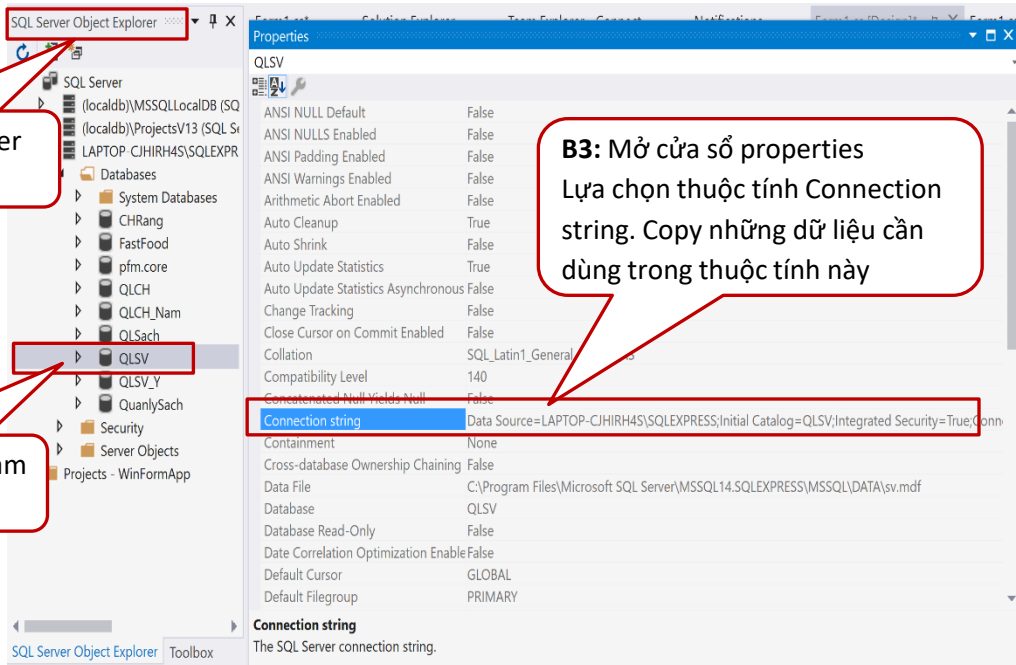 SQL Server Object Explorer
SQL Server
(localdb)\MSSQLLocalDB (SQ
(localdb)\ProjectsV13 (SQL Se
LAPTOP-CJHIRH4S\SQLEXPR
Databases
System Databases
CHRang
FastFood
pfm.core
QLCH
QLCH_Nam
QLSach
QLSV
QLSV_Y
QuanlySach
Security
Server Objects
Projects - WinFormApp
SQL Server Object Explorer Toolbox
er
am
Properties
QLSV
ANSI NULL Default False
ANSI NULLS Enabled False
ANSI Padding Enabled False
ANSI Warnings Enabled False
Arithmetic Abort Enabled False
Auto Cleanup True
Auto Shrink False
Auto Update Statistics True
Auto Update Statistics Asynchronous False
Change Tracking False
Close Cursor on Commit Enabled False
Collation SQL_Latin1_General
Compatibility Level 140
Concatenated Null Yields Null False
Connection string Data Source=LAPTOP-CJHIRH4S\SQLEXPRESS;Initial Catalog=QLSV;Integrated Security=True;Conn
Containment None
Cross-database Ownership Chaining False
Data File C:\Program Files\Microsoft SQL Server\MSSQL14.SQLEXPRESS\MSSQL\DATA\sv.mdf
Database QLSV
Database Read-Only False
Date Correlation Optimization Enable False
Default Cursor GLOBAL
Default Filegroup PRIMARY
Connection string
The SQL Server connection string.
B3: Mở cửa sổ properties
Lựa chọn thuộc tính Connection
string. Copy những dữ liệu cần
dùng trong thuộc tính này